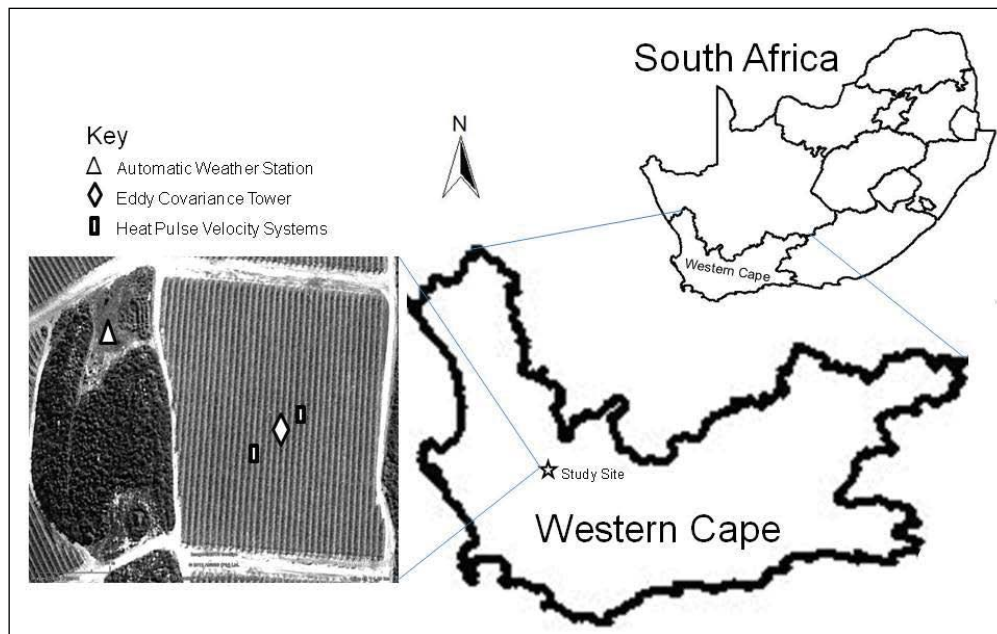 South Africa
N
Key
Automatic Weather Station
Eddy Covariance Tower
Heat Pulse Velocity Systems
Western Cape
Study Site
Western Cape